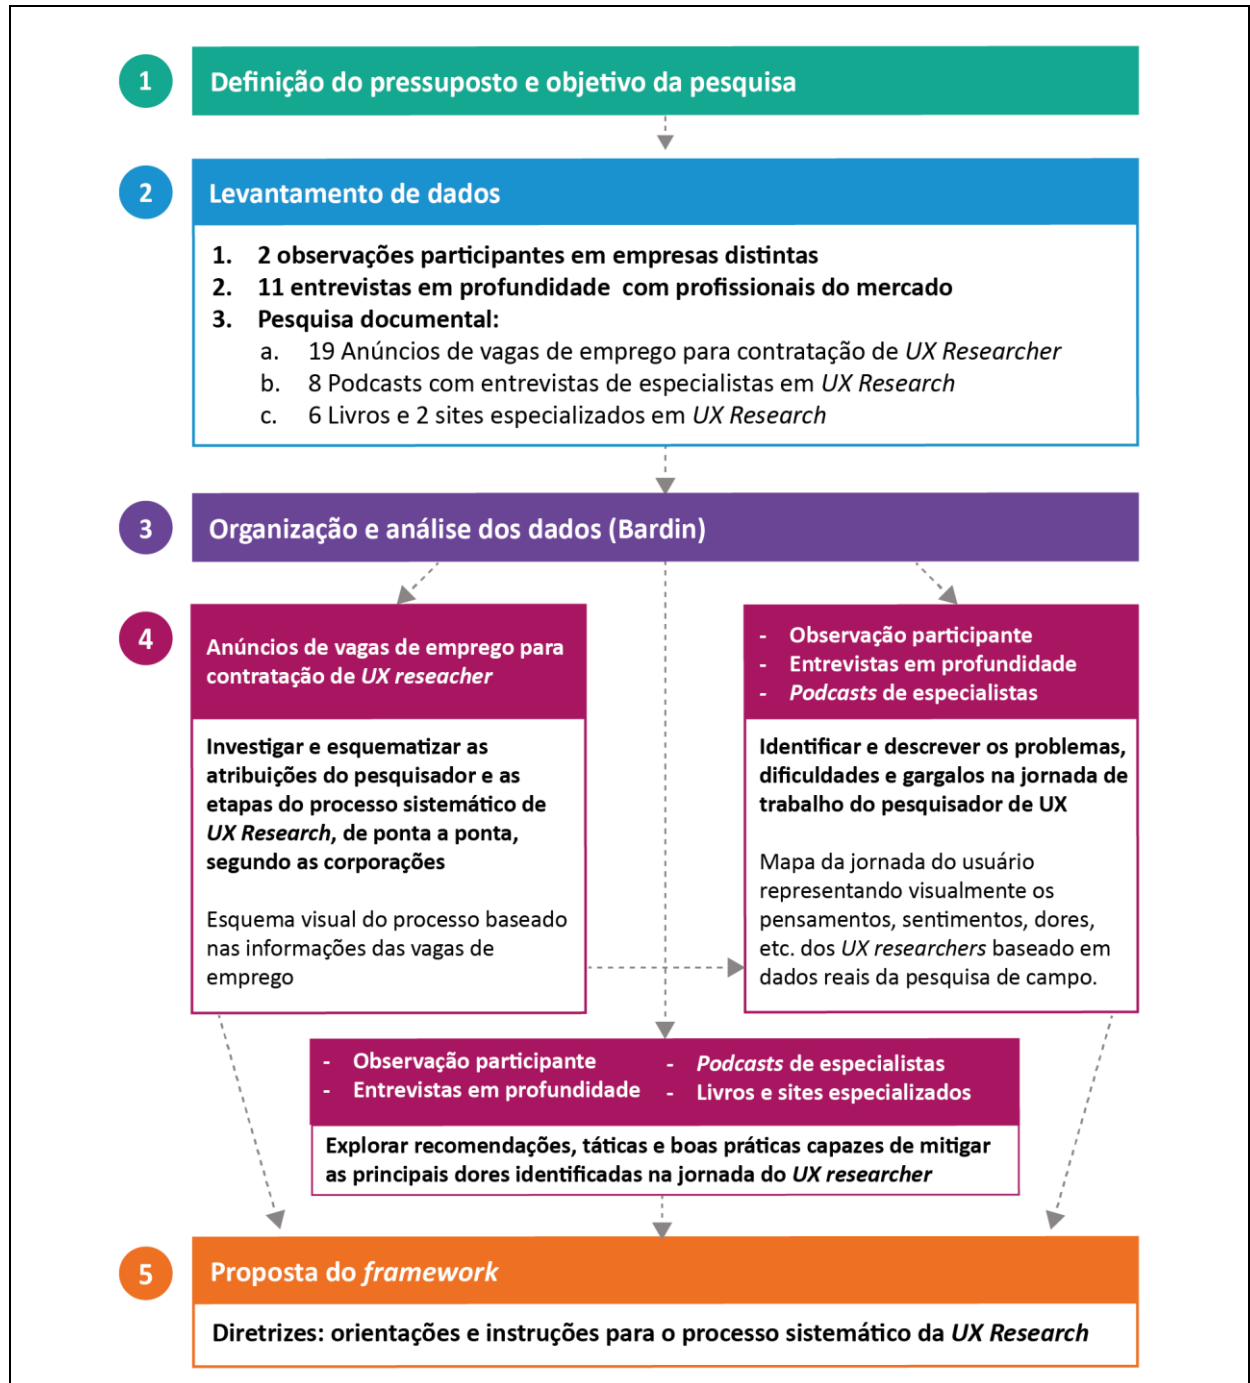 1
Definição do pressuposto e objetivo da pesquisa
2
Levantamento de dados
1. 2 observações participantes em empresas distintas
2. 11 entrevistas em profundidade com profissionais do mercado
3. Pesquisa documental:
a. 19 Anúncios de vagas de emprego para contratação de UX Researcher
b. 8 Podcasts com entrevistas de especialistas em UX Research
c. 6 Livros e 2 sites especializados em UX Research
3
Organização e análise dos dados (Bardin)
4
Anúncios de vagas de emprego para
contratação de UX reseacher
Investigar e esquematizar as
atribuições do pesquisador e as
etapas do processo sistemático de
UX Research, de ponta a ponta,
segundo as corporações
Esquema visual do processo baseado
nas informações das vagas de
emprego
- Observação participante
- Entrevistas em profundidade
- Podcasts de especialistas
Identificar e descrever os problemas,
dificuldades e gargalos na jornada de
trabalho do pesquisador de UX
Mapa da jornada do usuário
representando visualmente os
pensamentos, sentimentos, dores,
etc. dos UX researchers baseado em
dados reais da pesquisa de campo.
- Observação participante
- Entrevistas em profundidade
- Podcasts de especialistas
- Livros e sites especializados
Explorar recomendações, táticas e boas práticas capazes de mitigar
as principais dores identificadas na jornada do UX researcher
5
Proposta do framework
Diretrizes: orientações e instruções para o processo sistemático da UX Research